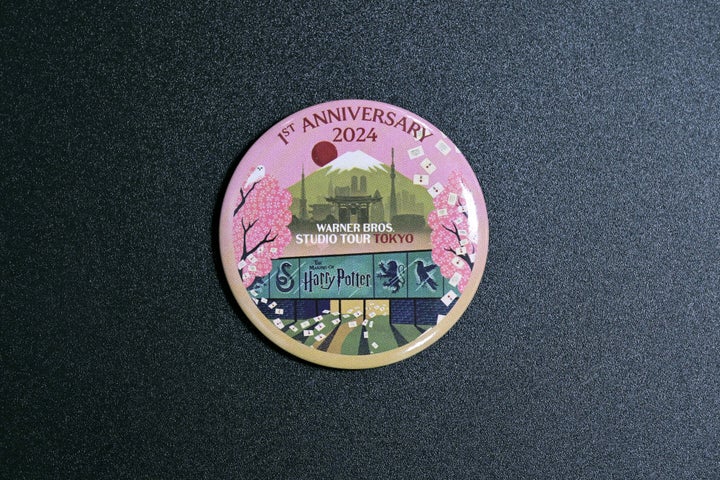 1ST ANNIVERSARY
2024
WARNER BROS.
STUDIO TOUR TOKYO
THE
MAKING OF
Harry Potter